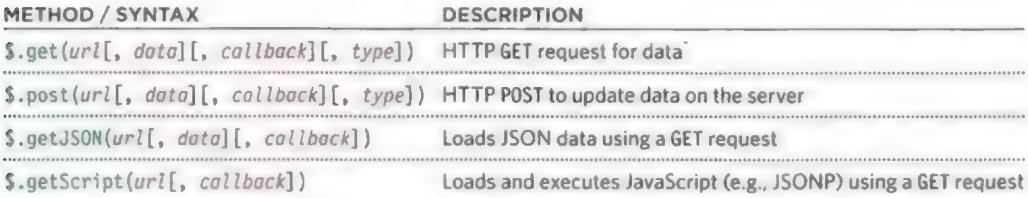 METHOD / SYNTAX DESCRIPTION
$.get(url[, data][, callback][, type]) HTTP GET request for data
$.post(url[, data][, callback][, type]) HTTP POST to update data on the server
$.getJSON(url[, data][, callback]) Loads JSON data using a GET request
$.getScript(url[, callback]) Loads and executes JavaScript (e.g., JSONP) using a GET request